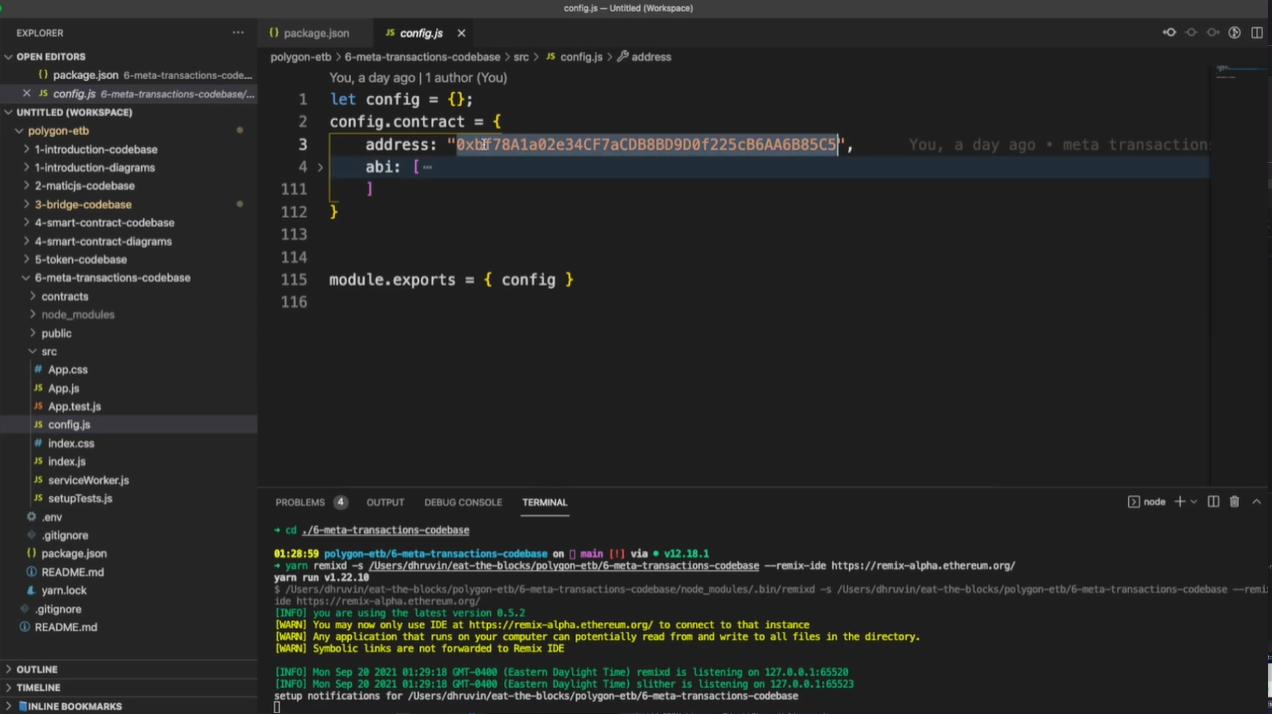 config.js — Untitled (Workspace)
EXPLORER
OPEN EDITORS
{} package.json 6-meta-transactions-code...
JS config.js 6-meta-transactions-codebase/...
UNTITLED (WORKSPACE)
polygon-etb
1-introduction-codebase
1-introduction-diagrams
2-maticjs-codebase
3-bridge-codebase
4-smart-contract-codebase
4-smart-contract-diagrams
5-token-codebase
6-meta-transactions-codebase
contracts
node_modules
public
src
# App.css
JS App.js
JS App.test.js
JS config.js
# index.css
JS index.js
JS serviceWorker.js
JS setupTests.js
.env
.gitignore
{} package.json
README.md
yarn.lock
.gitignore
README.md
OUTLINE
TIMELINE
INLINE BOOKMARKS
{} package.json
JS config.js
polygon-etb > 6-meta-transactions-codebase > src > JS config.js > address
You, a day ago | 1 author (You)
1 let config = {};
2 config.contract = {
3 address: "0xbf78A1a02e34CF7aCDB8BD9D0f225cB6AA6B85C5", You, a day ago • meta transaction
4 abi: [ ⋯
111 ]
112 }
113
114
115 module.exports = { config }
116
PROBLEMS 4 OUTPUT DEBUG CONSOLE TERMINAL
node
→ cd ./6-meta-transactions-codebase
01:28:59 polygon-etb/6-meta-transactions-codebase on main [!] via v12.18.1
→ yarn remixd -s /Users/dhruvin/eat-the-blocks/polygon-etb/6-meta-transactions-codebase --remix-ide https://remix-alpha.ethereum.org/
yarn run v1.22.10
$ /Users/dhruvin/eat-the-blocks/polygon-etb/6-meta-transactions-codebase/node_modules/.bin/remixd -s /Users/dhruvin/eat-the-blocks/polygon-etb/6-meta-transactions-codebase --remi
ide https://remix-alpha.ethereum.org/
[INFO] you are using the latest version 0.5.2
[WARN] You may now only use IDE at https://remix-alpha.ethereum.org/ to connect to that instance
[WARN] Any application that runs on your computer can potentially read from and write to all files in the directory.
[WARN] Symbolic links are not forwarded to Remix IDE
[INFO] Mon Sep 20 2021 01:29:18 GMT-0400 (Eastern Daylight Time) remixd is listening on 127.0.0.1:65520
[INFO] Mon Sep 20 2021 01:29:18 GMT-0400 (Eastern Daylight Time) slither is listening on 127.0.0.1:65523
setup notifications for /Users/dhruvin/eat-the-blocks/polygon-etb/6-meta-transactions-codebase